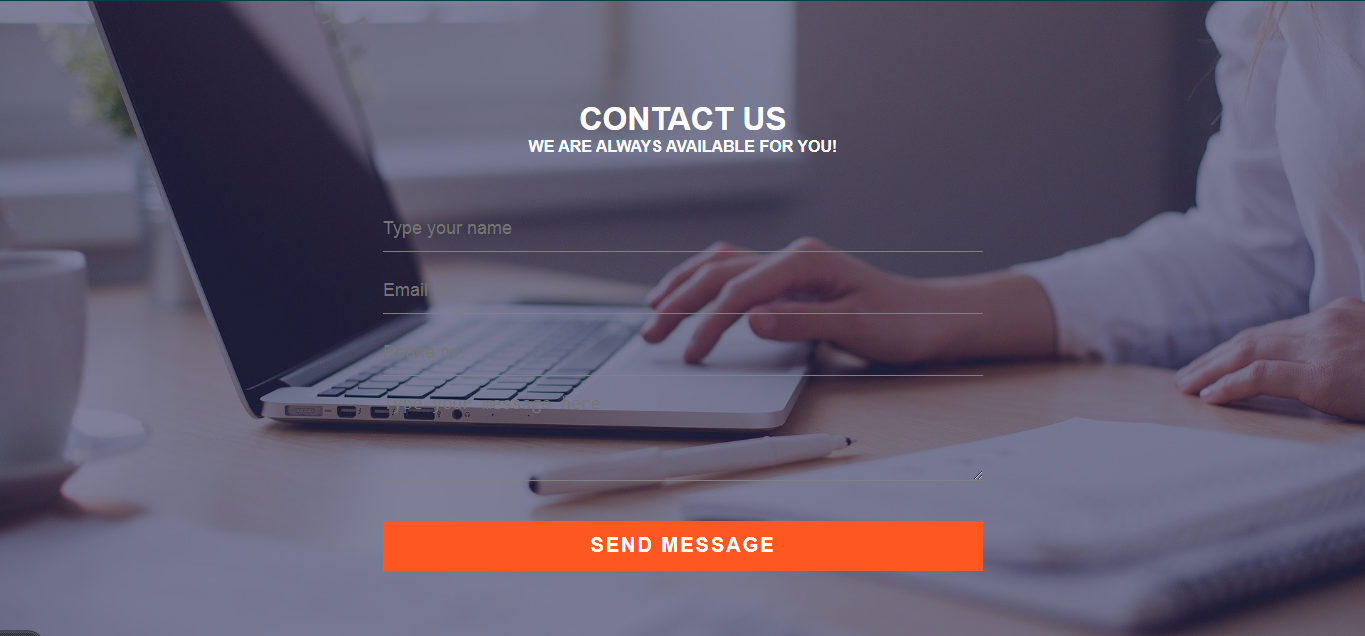 CONTACT US
WE ARE ALWAYS AVAILABLE FOR YOU!
Type your name
Email
Phone no.
Type your message here
SEND MESSAGE